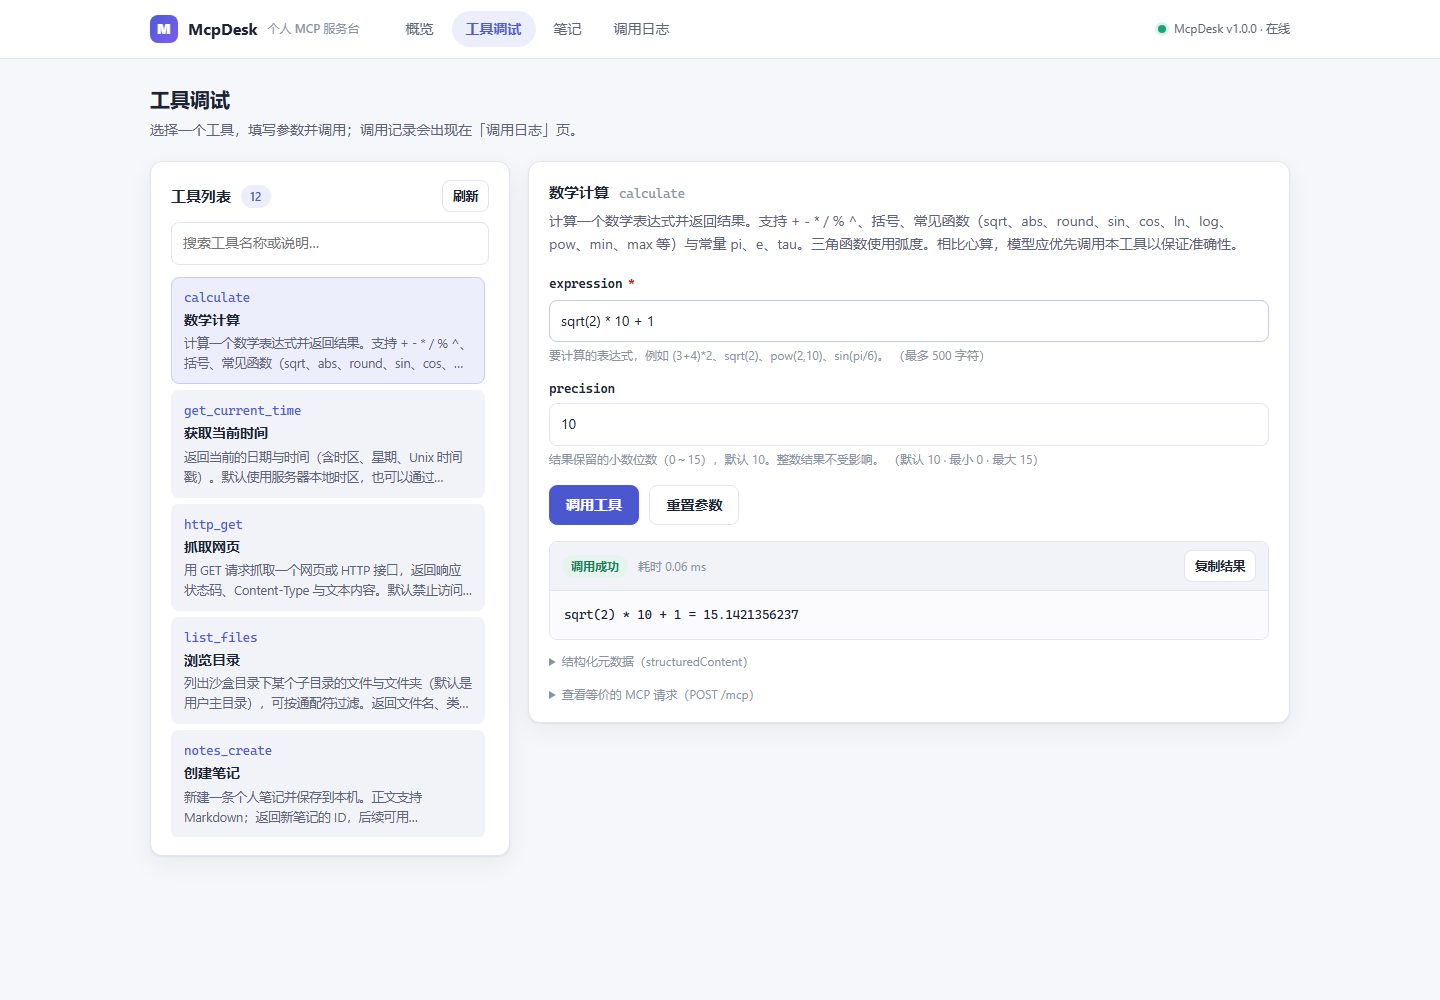 M McpDesk 个人 MCP 服务台 概览 工具调试 笔记 调用日志 McpDesk v1.0.0 · 在线
工具调试
选择一个工具，填写参数并调用；调用记录会出现在「调用日志」页。
工具列表 12 刷新
搜索工具名称或说明...
calculate
数学计算
计算一个数学表达式并返回结果。支持 + - * / % ^、
括号、常见函数（sqrt、abs、round、sin、cos、...
get_current_time
获取当前时间
返回当前的日期与时间（含时区、星期、Unix 时间
戳）。默认使用服务器本地时区，也可以通过...
http_get
抓取网页
用 GET 请求抓取一个网页或 HTTP 接口，返回响应
状态码、Content-Type 与文本内容。默认禁止访问...
list_files
浏览目录
列出沙盒目录下某个子目录的文件与文件夹（默认是
用户主目录），可按通配符过滤。返回文件名、类...
notes_create
创建笔记
新建一条个人笔记并保存到本机。正文支持
Markdown；返回新笔记的 ID，后续可用...
数学计算 calculate
计算一个数学表达式并返回结果。支持 + - * / % ^、括号、常见函数（sqrt、abs、round、sin、cos、ln、log、
pow、min、max 等）与常量 pi、e、tau。三角函数使用弧度。相比心算，模型应优先调用本工具以保证准确性。
expression *
sqrt(2) * 10 + 1
要计算的表达式，例如 (3+4)*2、sqrt(2)、pow(2,10)、sin(pi/6)。 （最多 500 字符）
precision
10
结果保留的小数位数（0～15），默认 10。整数结果不受影响。 （默认 10 · 最小 0 · 最大 15）
调用工具 重置参数
调用成功 耗时 0.06 ms 复制结果
sqrt(2) * 10 + 1 = 15.1421356237
▶ 结构化元数据（structuredContent）
▶ 查看等价的 MCP 请求（POST /mcp）